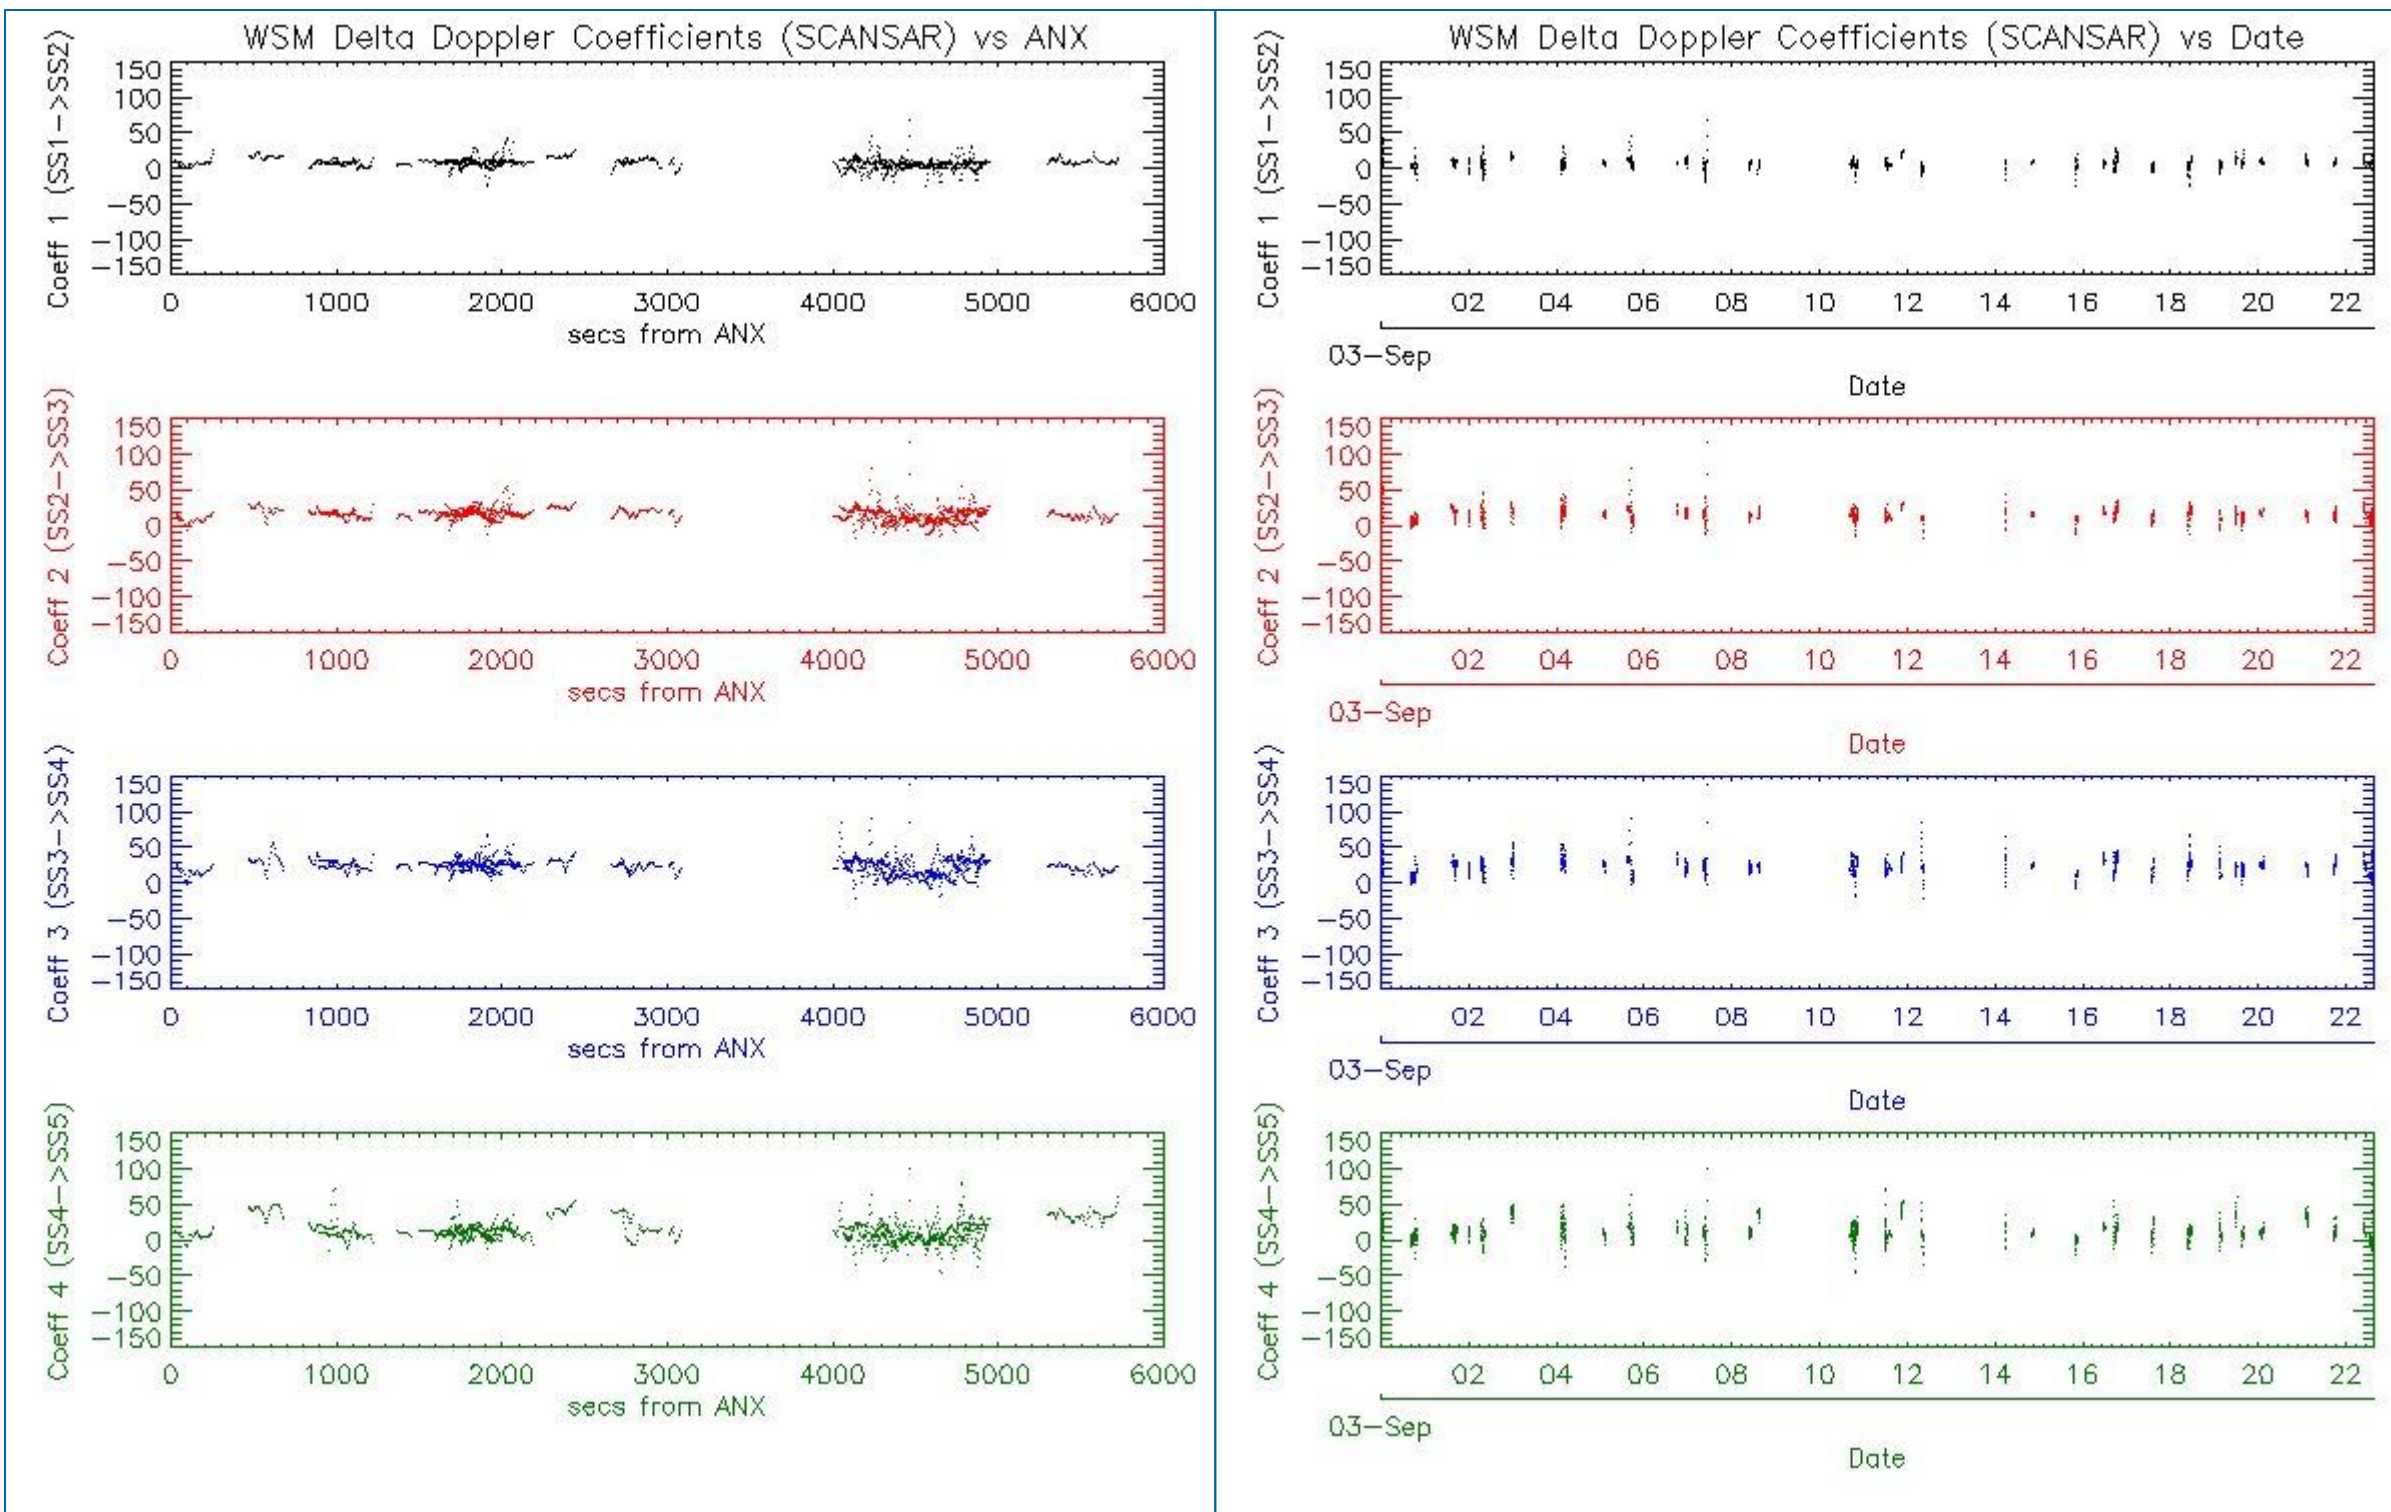 WSM Delta Doppler Coefficients (SCANSAR) vs ANX
Coeff 1 (SS1->SS2)
150
100
50
0
-50
-100
-150
0 1000 2000 3000 4000 5000 6000
secs from ANX
Coeff 2 (SS2->SS3)
150
100
50
0
-50
-100
-150
0 1000 2000 3000 4000 5000 6000
secs from ANX
Coeff 3 (SS3->SS4)
150
100
50
0
-50
-100
-150
0 1000 2000 3000 4000 5000 6000
secs from ANX
Coeff 4 (SS4->SS5)
150
100
50
0
-50
-100
-150
0 1000 2000 3000 4000 5000 6000
secs from ANX
WSM Delta Doppler Coefficients (SCANSAR) vs Date
Coeff 1 (SS1->SS2)
150
100
50
0
-50
-100
-150
02 04 06 08 10 12 14 16 18 20 22
03-Sep
Date
Coeff 2 (SS2->SS3)
150
100
50
0
-50
-100
-150
02 04 06 08 10 12 14 16 18 20 22
03-Sep
Date
Coeff 3 (SS3->SS4)
150
100
50
0
-50
-100
-150
02 04 06 08 10 12 14 16 18 20 22
03-Sep
Date
Coeff 4 (SS4->SS5)
150
100
50
0
-50
-100
-150
02 04 06 08 10 12 14 16 18 20 22
03-Sep
Date